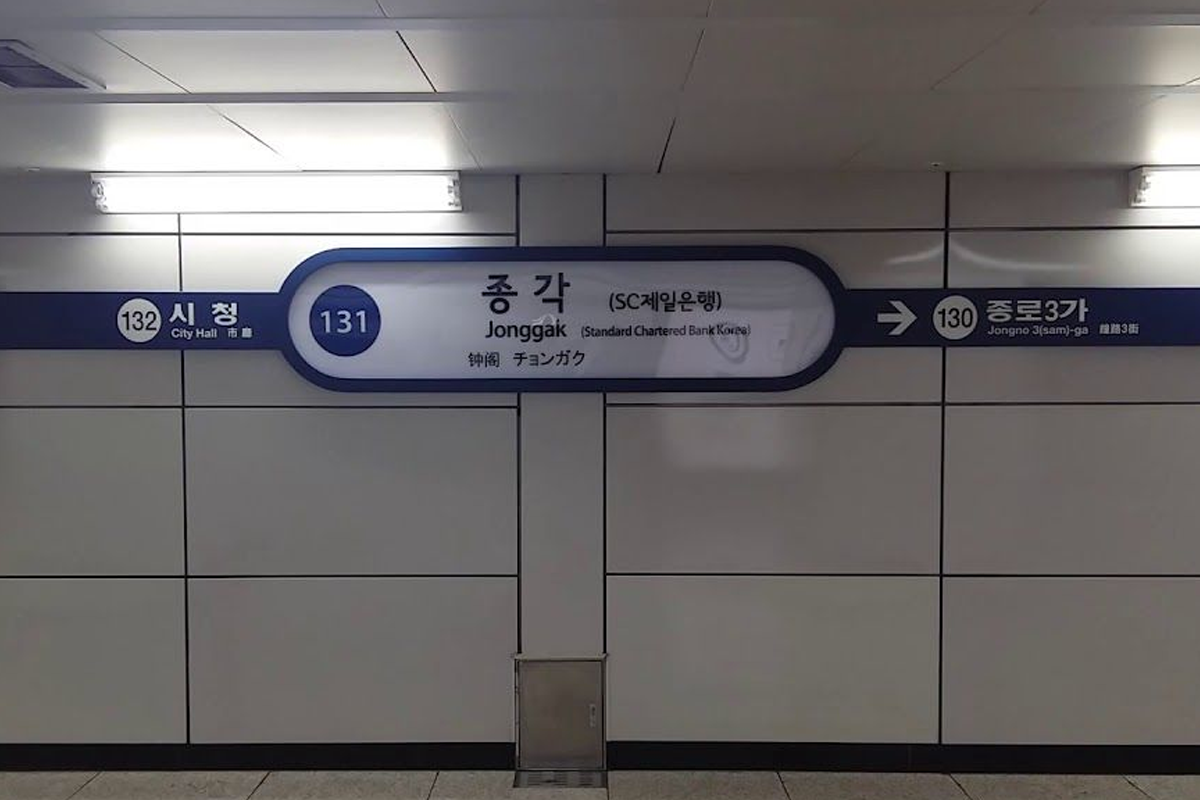 132 시청
City Hall 市廳
131
종각 (SC제일은행)
Jonggak (Standard Chartered Bank Korea)
钟阁 チョンガク
→ 130 종로3가
Jongno 3(sam)-ga 鐘路3街